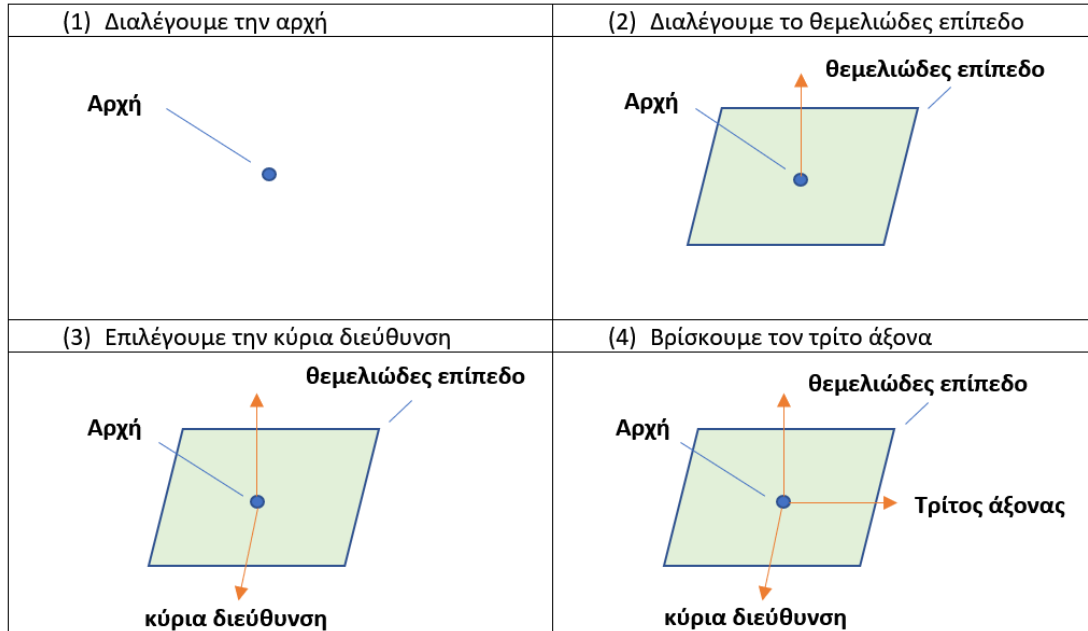 (1) Διαλέγουμε την αρχή
Αρχή
(2) Διαλέγουμε το θεμελιώδες επίπεδο
θεμελιώδες επίπεδο
Αρχή
(3) Επιλέγουμε την κύρια διεύθυνση
θεμελιώδες επίπεδο
Αρχή
κύρια διεύθυνση
(4) Βρίσκουμε τον τρίτο άξονα
θεμελιώδες επίπεδο
Αρχή
Τρίτος άξονας
κύρια διεύθυνση